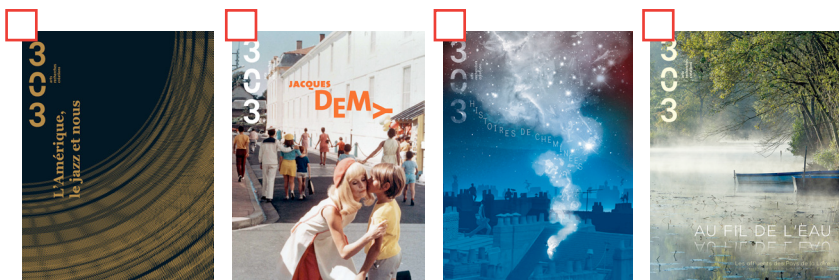 303
L'Amérique,
le jazz et nous
303
JACQUES
DEMY
303
HISTOIRES DE CHEMINÉES
303
AU FIL DE L'EAU